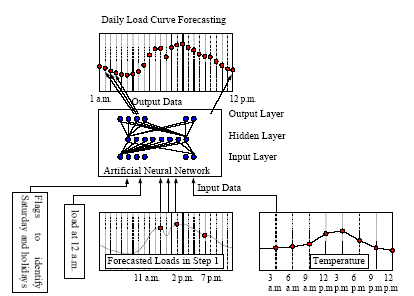 Daily Load Curve Forecasting
1 a.m.
Output Data
12 p.m.
Output Layer
Hidden Layer
Input Layer
Artificial Neural Network
Input Data
Flags to identify
Saturday and holidays
load at 12 a.m.
Forecasted Loads in Step 1
11 a.m. 2 p.m. 7 p.m.
Temperature
3 6 9 12 3 6 9 12
a.m a.m a.m p.m p.m p.m p.m p.m